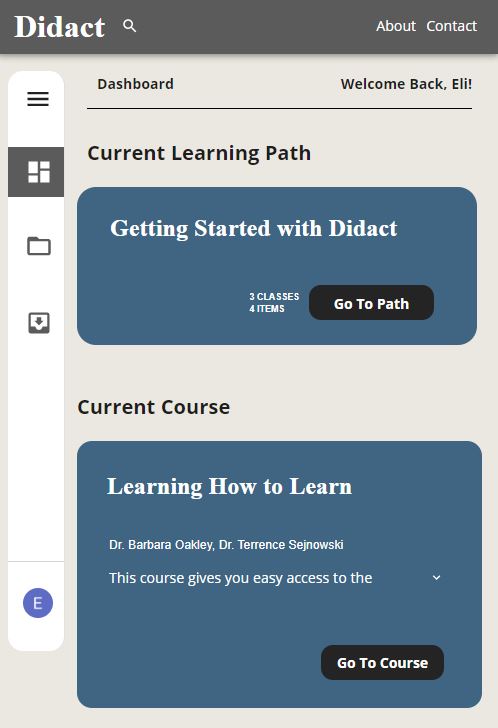 Didact
About Contact
Dashboard
Welcome Back, Eli!
Current Learning Path
Getting Started with Didact
3 CLASSES
4 ITEMS
Go To Path
Current Course
Learning How to Learn
Dr. Barbara Oakley, Dr. Terrence Sejnowski
This course gives you easy access to the
E
Go To Course